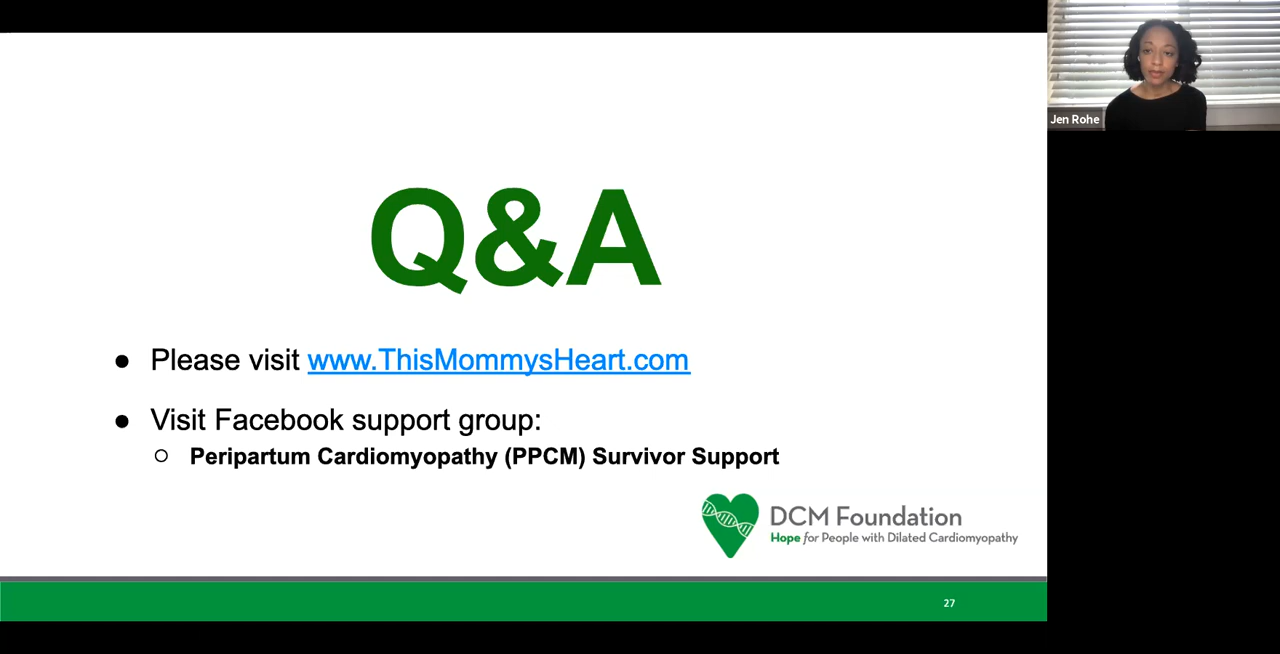 Jen Rohe
Q&A
● Please visit www.ThisMommysHeart.com
● Visit Facebook support group:
○ Peripartum Cardiomyopathy (PPCM) Survivor Support
DCM Foundation
Hope for People with Dilated Cardiomyopathy
27